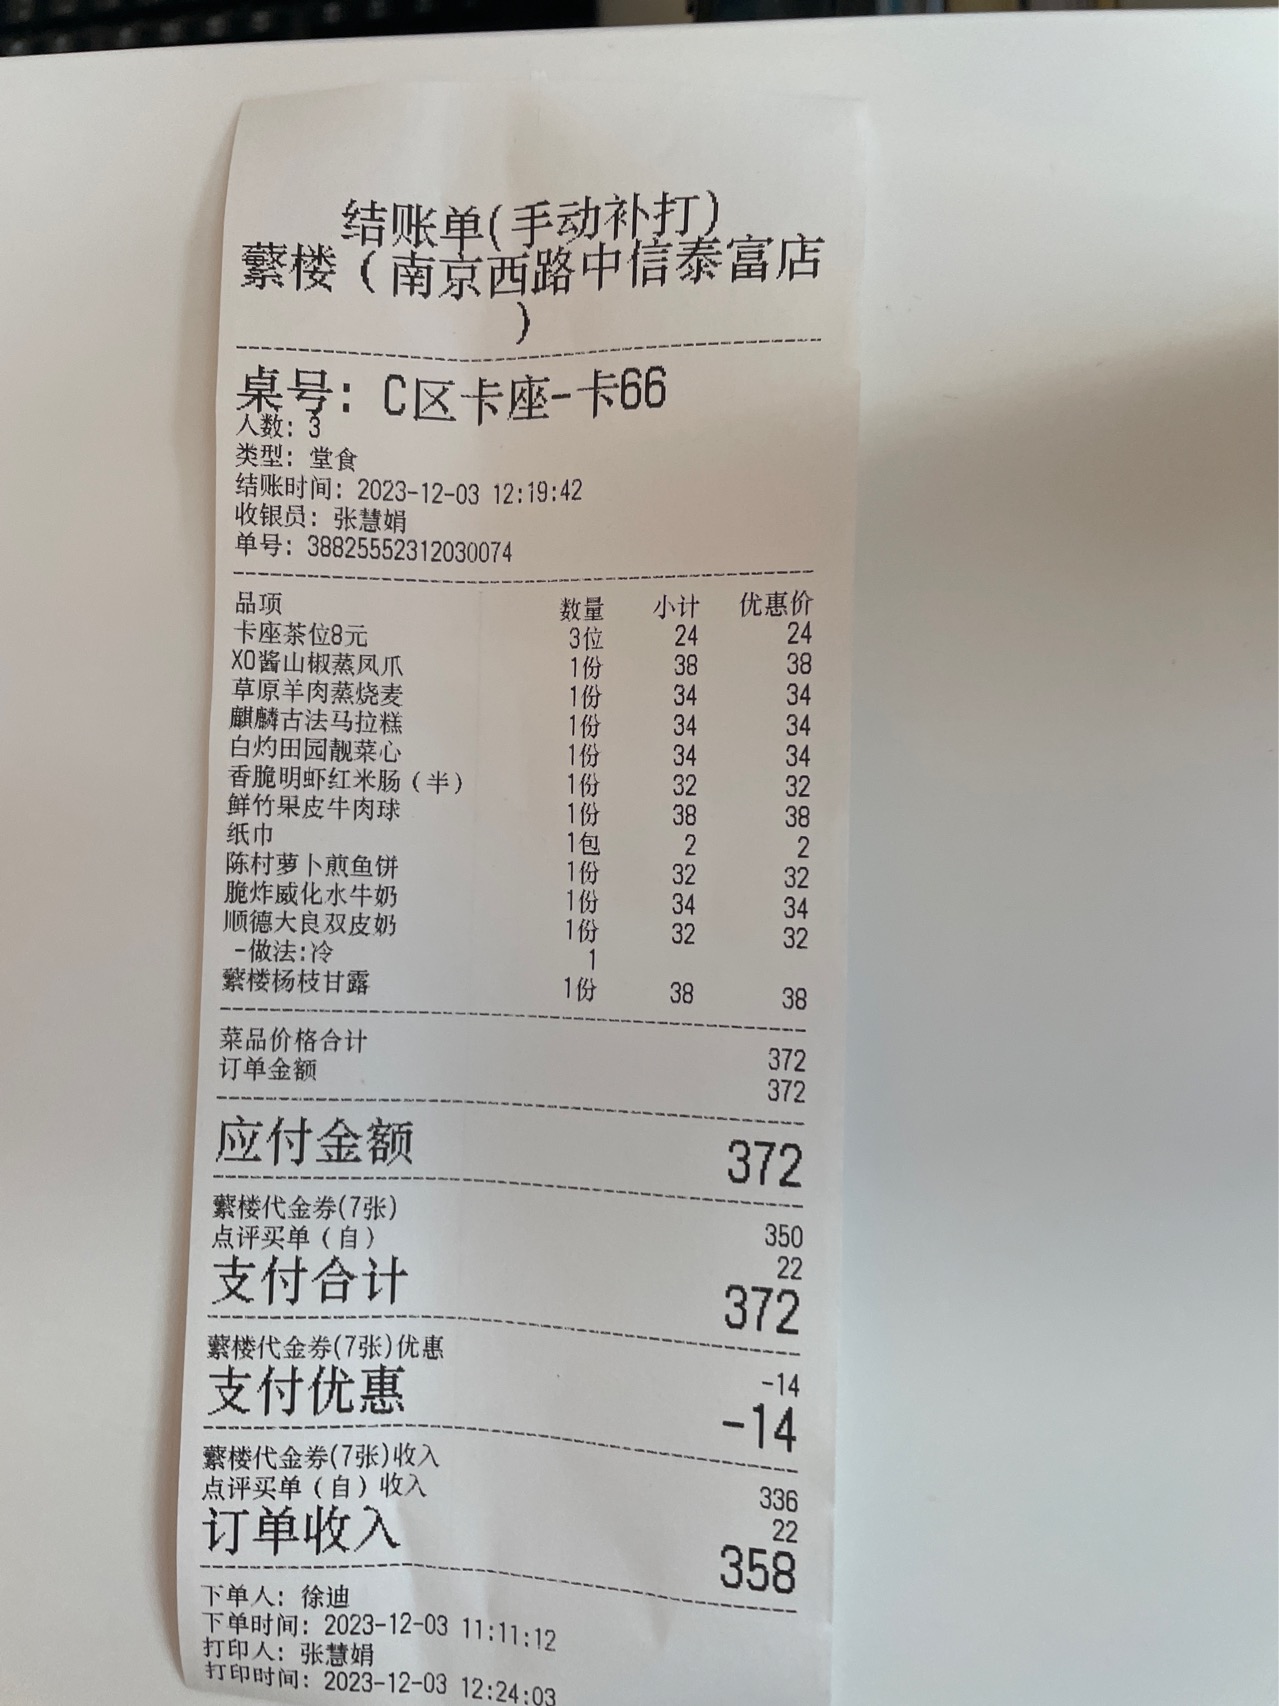 结账单(手动补打)
蘩楼（南京西路中信泰富店
）
桌号: C区卡座-卡66
人数: 3
类型: 堂食
结账时间: 2023-12-03 12:19:42
收银员: 张慧娟
单号: 38825552312030074
品项 数量 小计 优惠价
卡座茶位8元 3位 24 24
XO酱山椒蒸凤爪 1份 38 38
草原羊肉蒸烧麦 1份 34 34
麒麟古法马拉糕 1份 34 34
白灼田园靓菜心 1份 34 34
香脆明虾红米肠（半） 1份 32 32
鲜竹果皮牛肉球 1份 38 38
纸巾 1包 2 2
陈村萝卜煎鱼饼 1份 32 32
脆炸威化水牛奶 1份 34 34
顺德大良双皮奶 1份 32 32
-做法:冷 1
蘩楼杨枝甘露 1份 38 38
菜品价格合计 372
订单金额 372
应付金额 372
蘩楼代金券(7张) 350
点评买单（自） 22
支付合计 372
蘩楼代金券(7张)优惠 -14
支付优惠 -14
蘩楼代金券(7张)收入 336
点评买单（自）收入 22
订单收入 358
下单人: 徐迪
下单时间: 2023-12-03 11:11:12
打印人: 张慧娟
打印时间: 2023-12-03 12:24:03